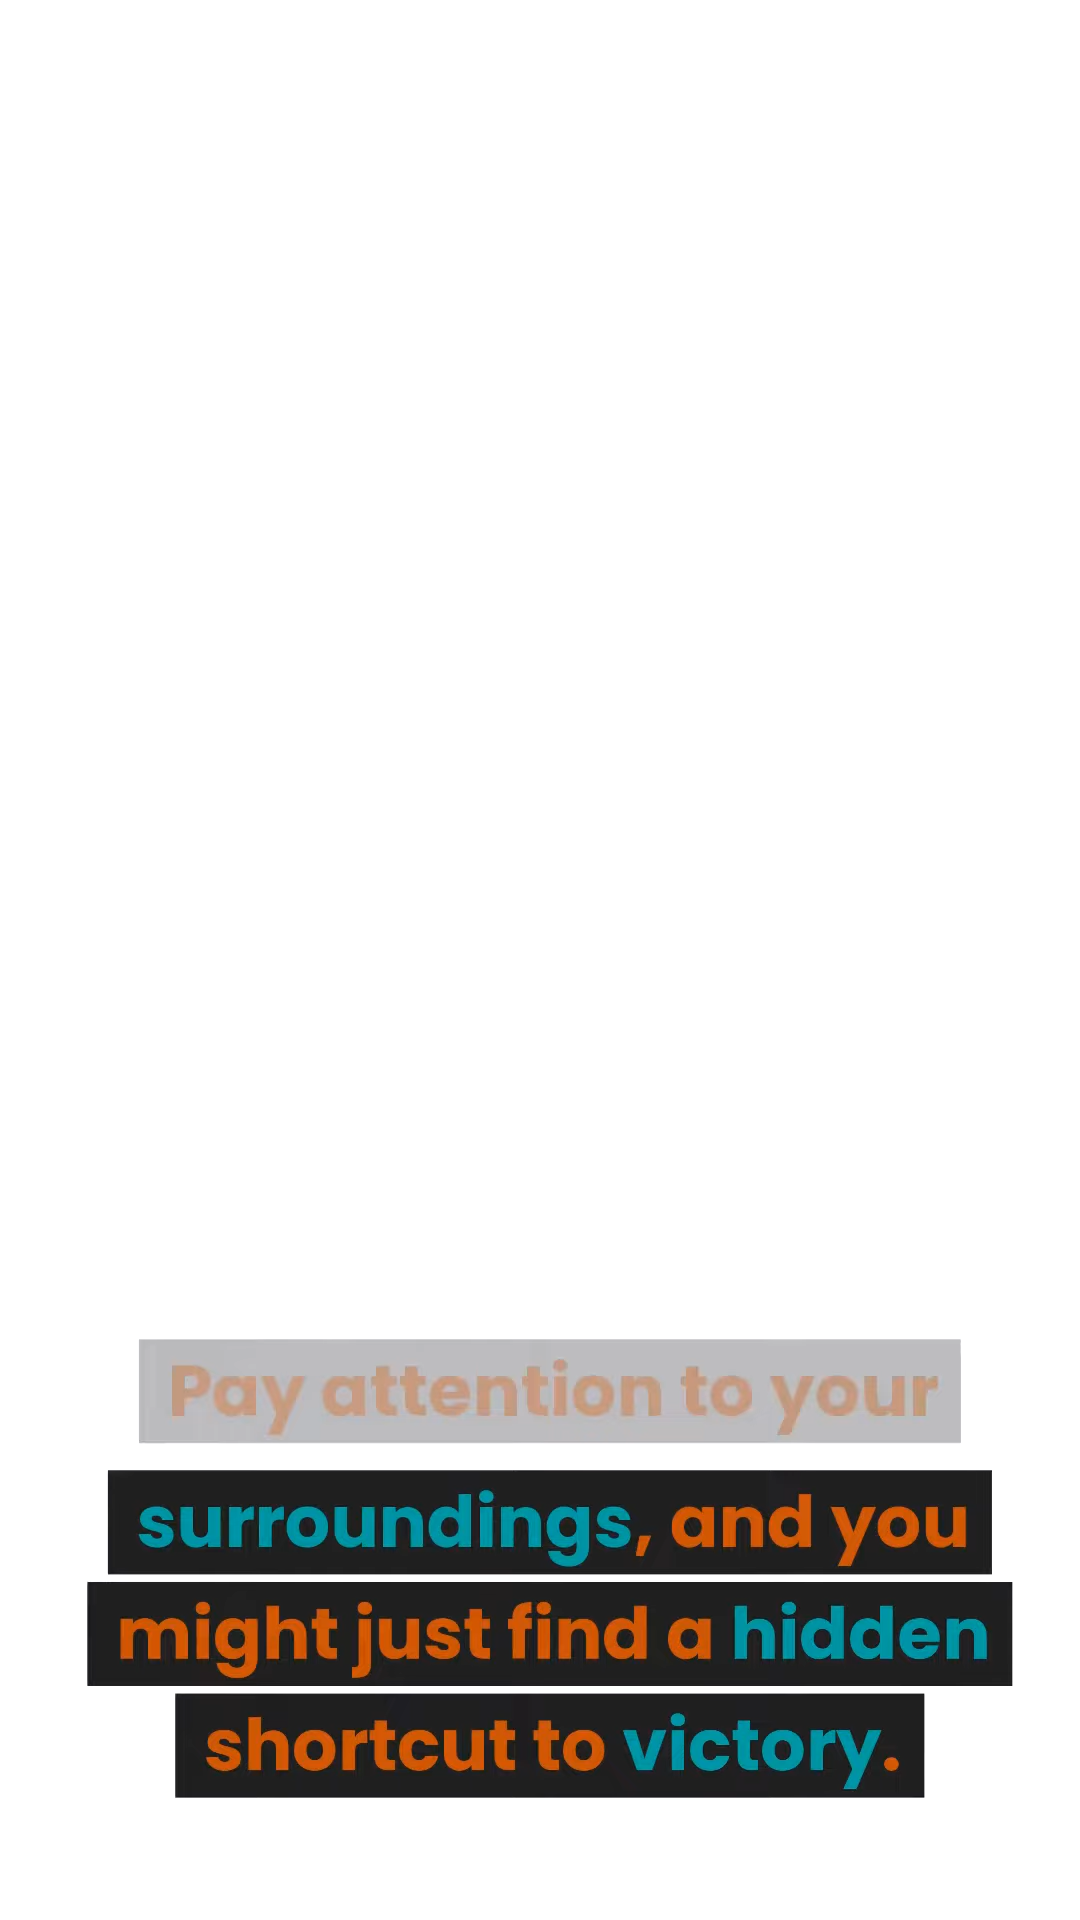 Pay attention to your
surroundings, and you
might just find a hidden
shortcut to victory.